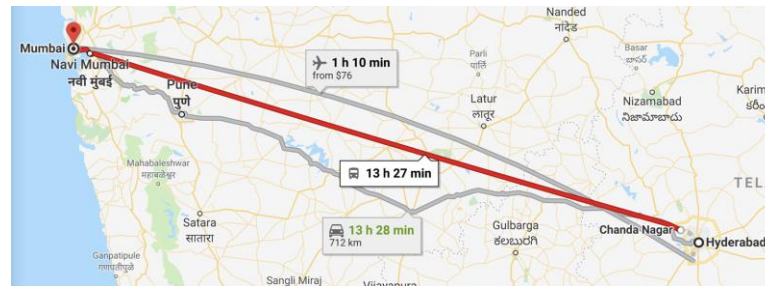 Nanded
नांदेड
Mumbai
Navi Mumbai
नवी मुंबई
1 h 10 min
from $76
Parli
पार्ली
Basar
బాసర్
Pune
पुणे
Latur
लातूर
Nizamabad
నిజామాబాదు
Karim
కరీం
Mahabaleshwar
महाबळेश्वर
13 h 27 min
TEL
Satara
सातारा
13 h 28 min
712 km
Gulbarga
ಕಲಬುರಗಿ
Chanda Nagar
Hyderabad
Ganpatipule
गणपतीपुळे
Sangli Miraj
Vijayapura